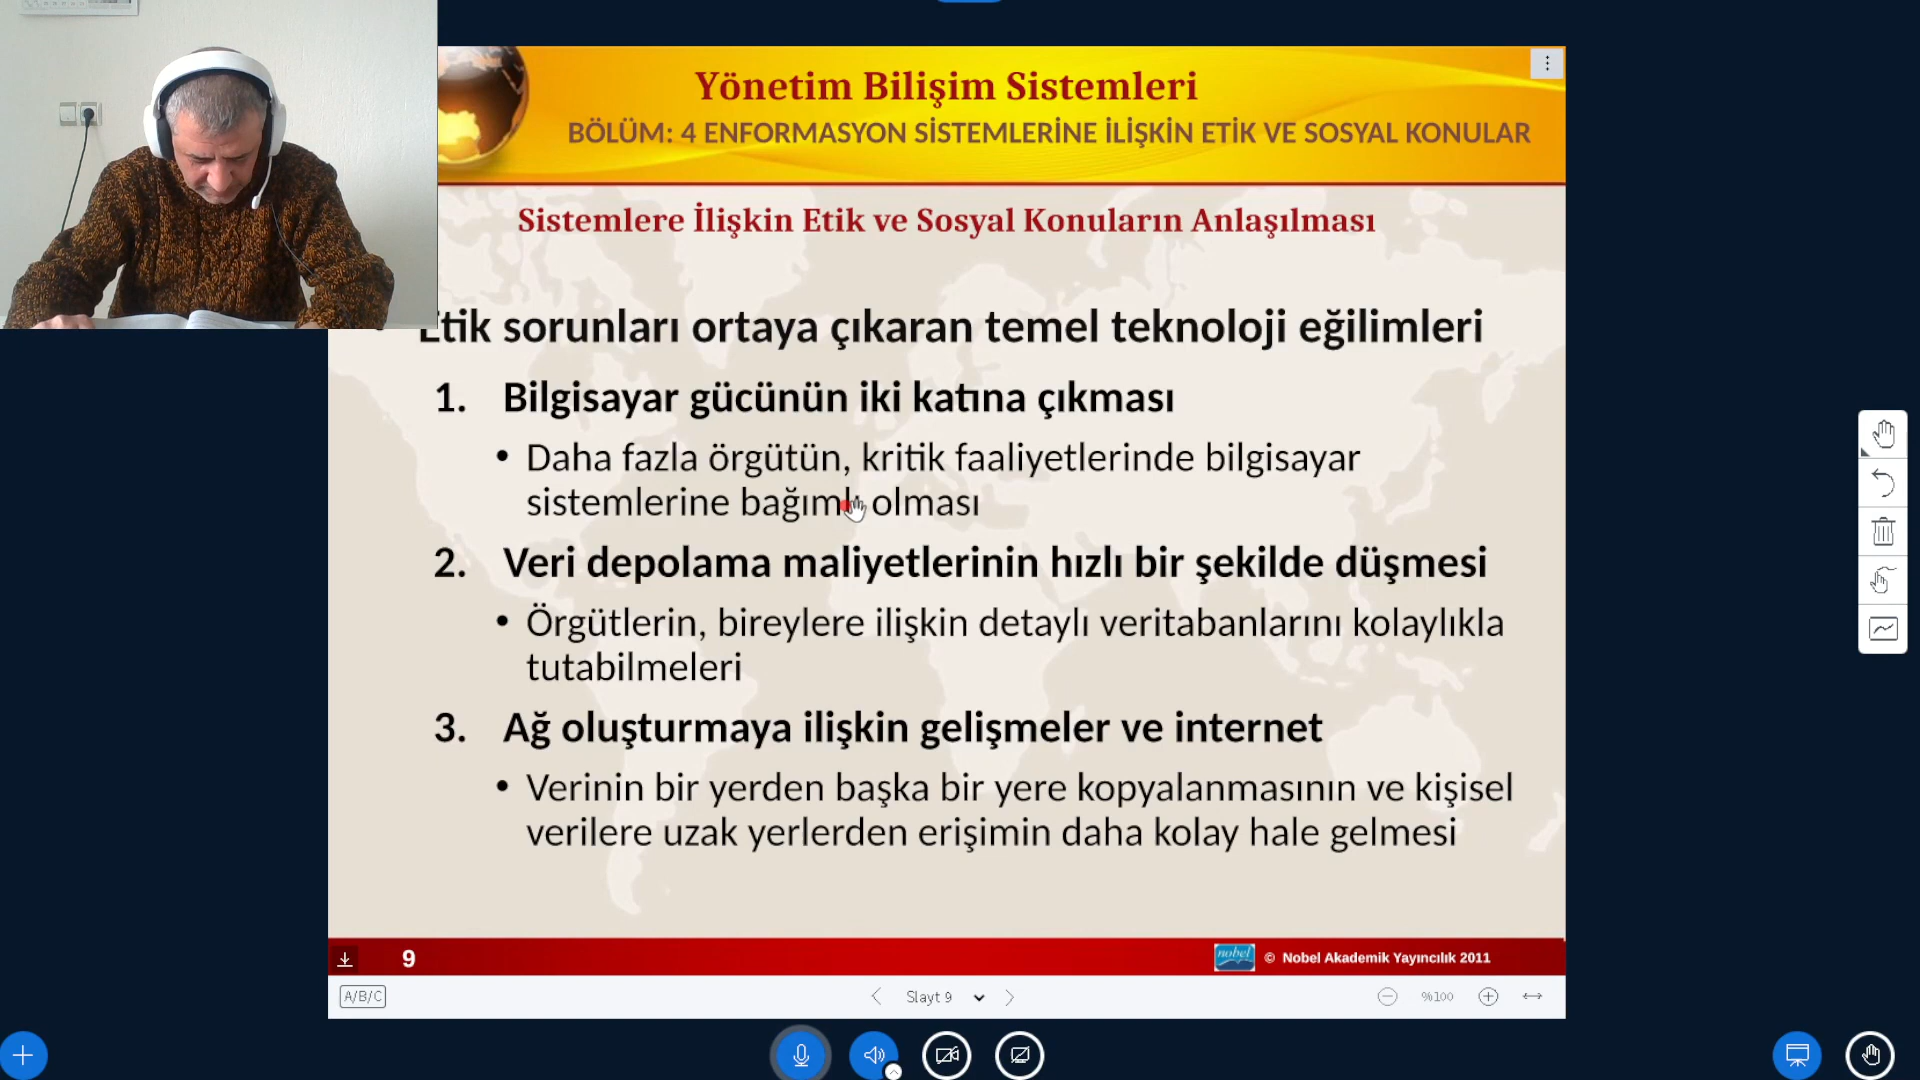 Yönetim Bilişim Sistemleri
BÖLÜM: 4 ENFORMASYON SİSTEMLERİNE İLİŞKİN ETİK VE SOSYAL KONULAR
Sistemlere İlişkin Etik ve Sosyal Konuların Anlaşılması
Etik sorunları ortaya çıkaran temel teknoloji eğilimleri
1. Bilgisayar gücünün iki katına çıkması
• Daha fazla örgütün, kritik faaliyetlerinde bilgisayar
sistemlerine bağımlı olması
2. Veri depolama maliyetlerinin hızlı bir şekilde düşmesi
• Örgütlerin, bireylere ilişkin detaylı veritabanlarını kolaylıkla
tutabilmeleri
3. Ağ oluşturmaya ilişkin gelişmeler ve internet
• Verinin bir yerden başka bir yere kopyalanmasının ve kişisel
verilere uzak yerlerden erişimin daha kolay hale gelmesi
9
nobel © Nobel Akademik Yayıncılık 2011
A/B/C
Slayt 9
%100